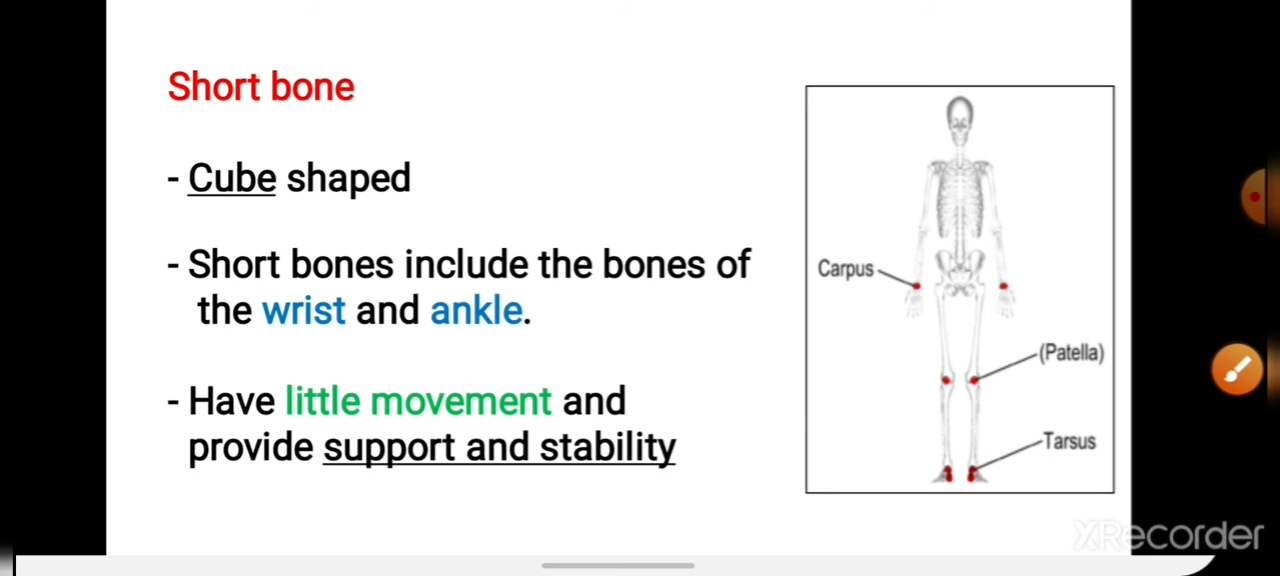 Short bone
- Cube shaped
- Short bones include the bones of
the wrist and ankle.
- Have little movement and
provide support and stability
Carpus
(Patella)
Tarsus
XRecorder